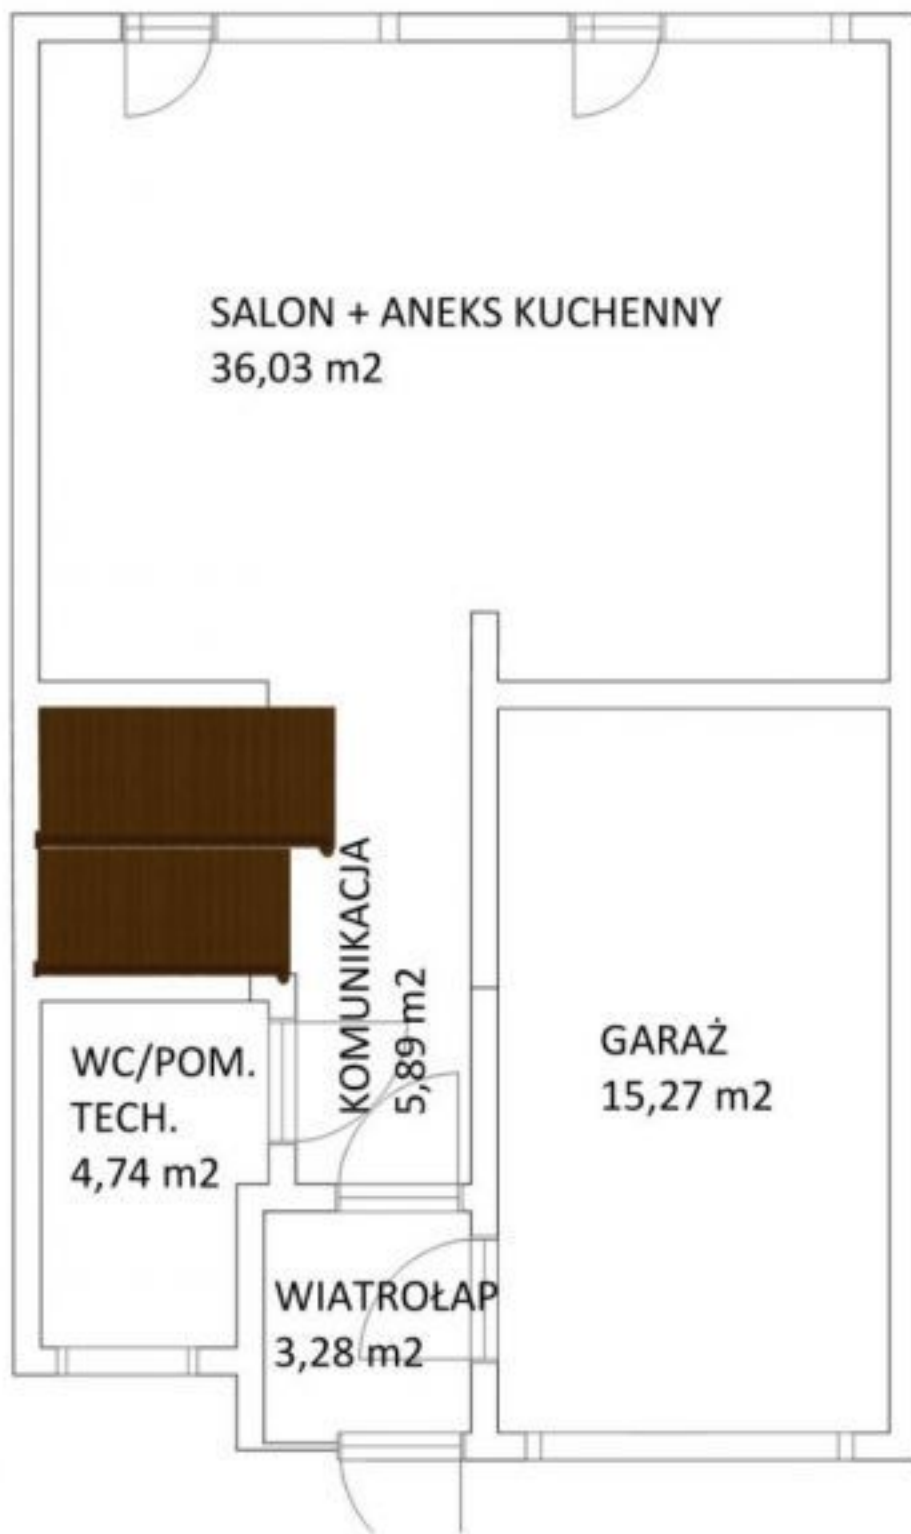 SALON + ANEKS KUCHENNY
36,03 m2
KOMUNIKACJA
5,89 m2
WC/POM.
TECH.
4,74 m2
GARAŻ
15,27 m2
WIATROŁAP
3,28 m2